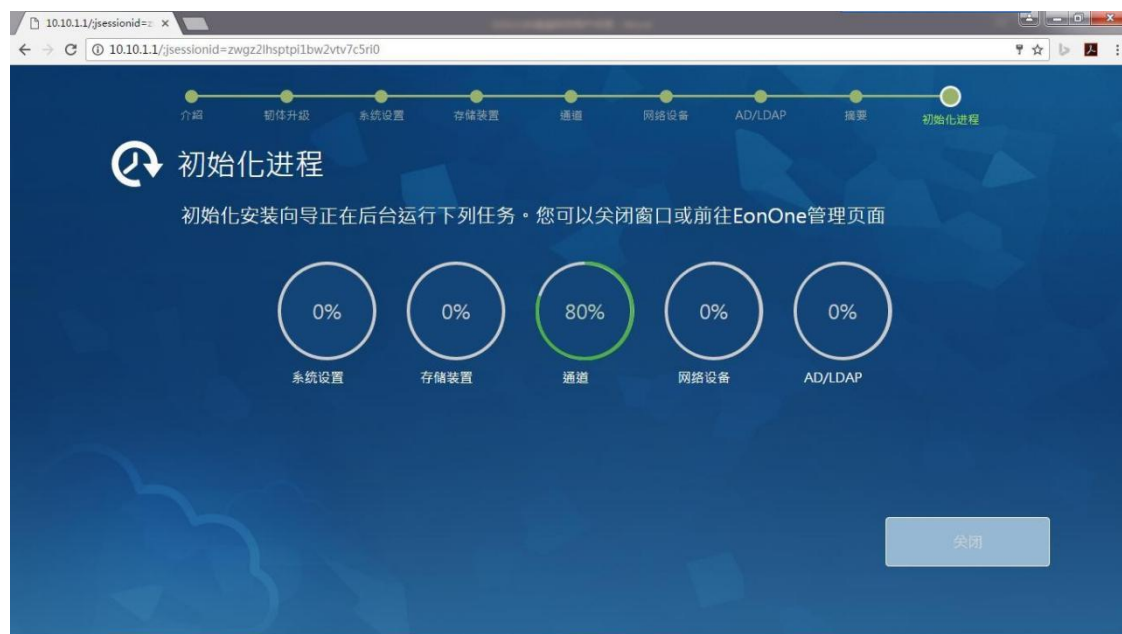 10.10.1.1/;jsessionid=z
10.10.1.1/;jsessionid=zwgz2lhsptpi1bw2vtv7c5ri0
介紹 韧体升級 系统设置 存储装置 通道 网络设备 AD/LDAP 摘要 初始化进程
初始化进程
初始化安装向导正在后台运行下列任务。您可以关闭窗口或前往EonOne管理页面
0% 0% 80% 0% 0%
系统设置 存储装置 通道 网络设备 AD/LDAP
关闭